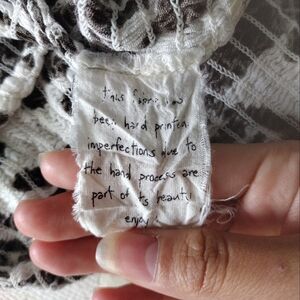 this fabric has
been hand printed
imperfections due to
the hand process are
part of its beauty
enjoy